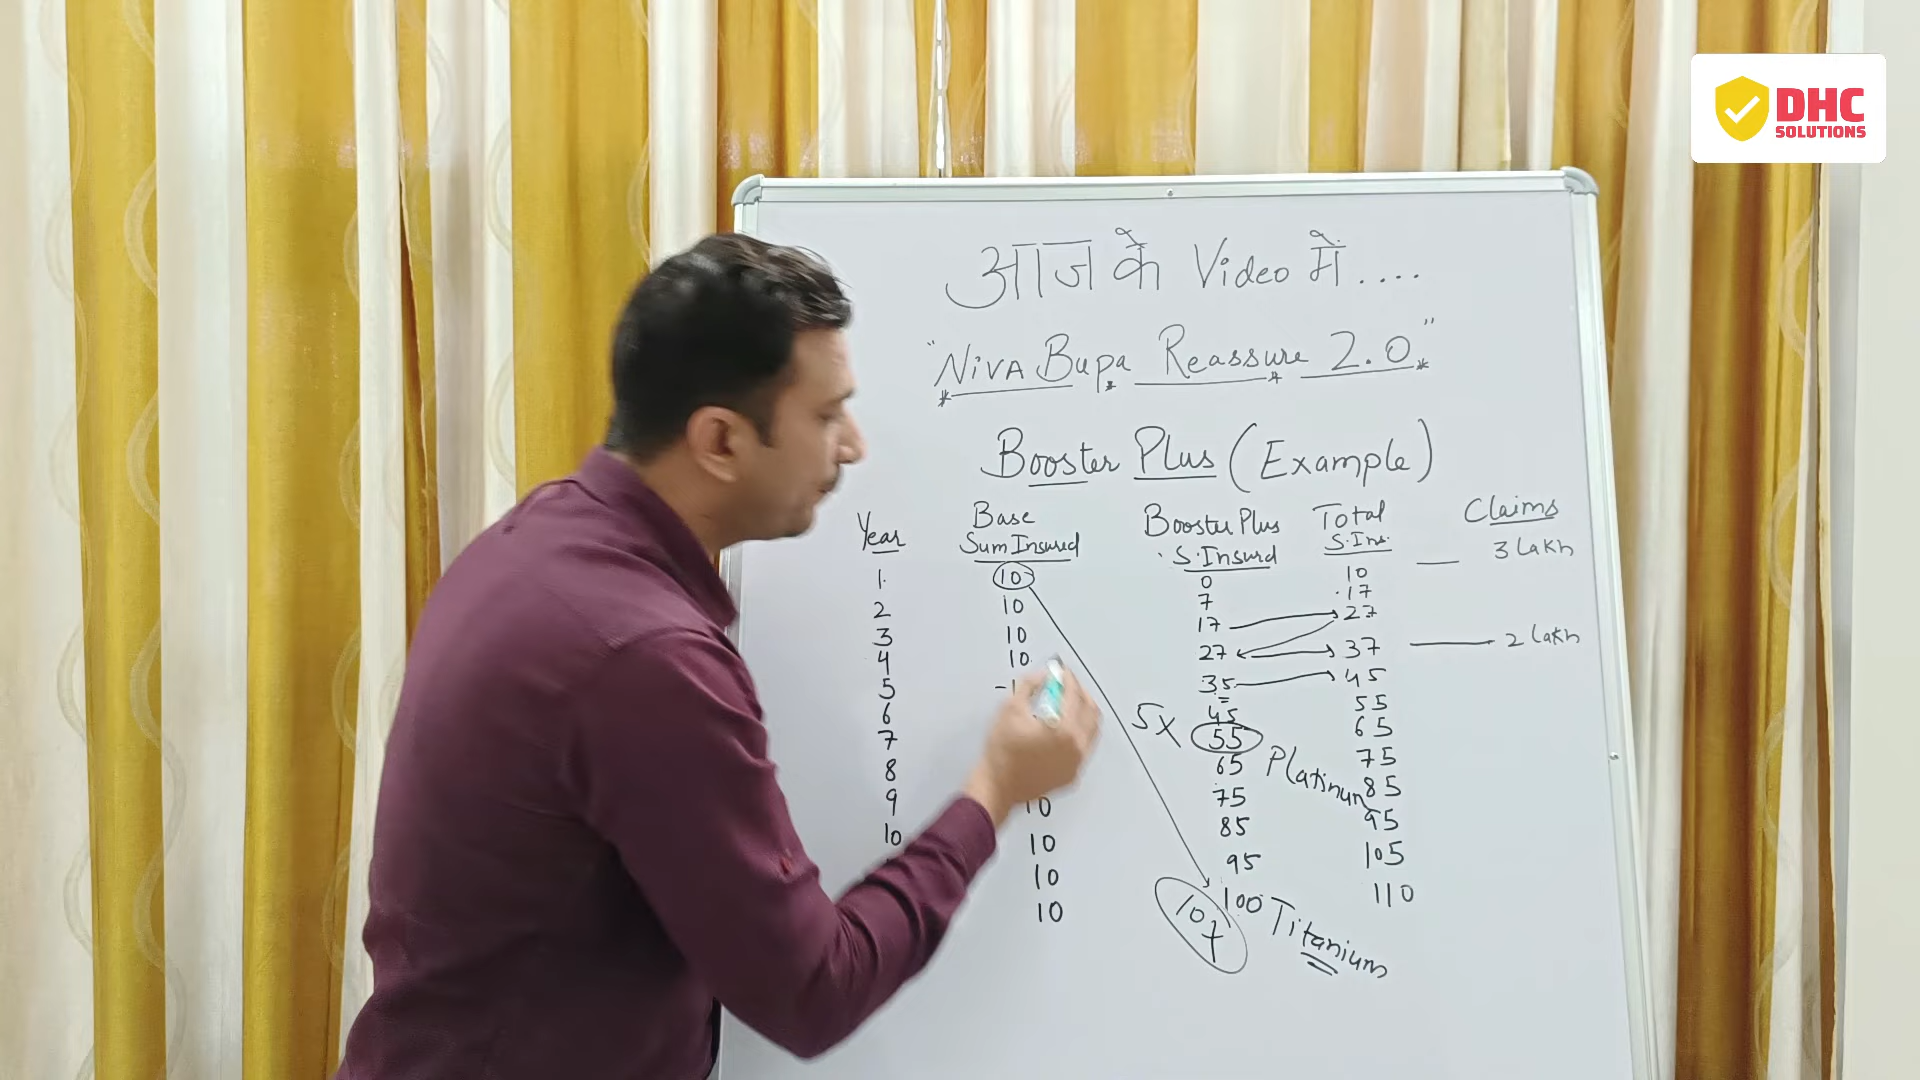 DHC
SOLUTIONS
आज के Video में....
"Niva Bupa Reassure 2.0"
Booster Plus (Example)
Year Base Sum Insured Booster Plus S.Insurd Total S.Ins. Claims
1 10 0 10 — 3 lakh
2 10 7 17
3 10 17 27
4 10 27 37 — 2 lakh
5 35 45
6 45 55
7 5x 55 65
8 65 Platinum 75
9 10 75 85
10 10 85 95
10 95 105
10 100 Titanium 110
10x